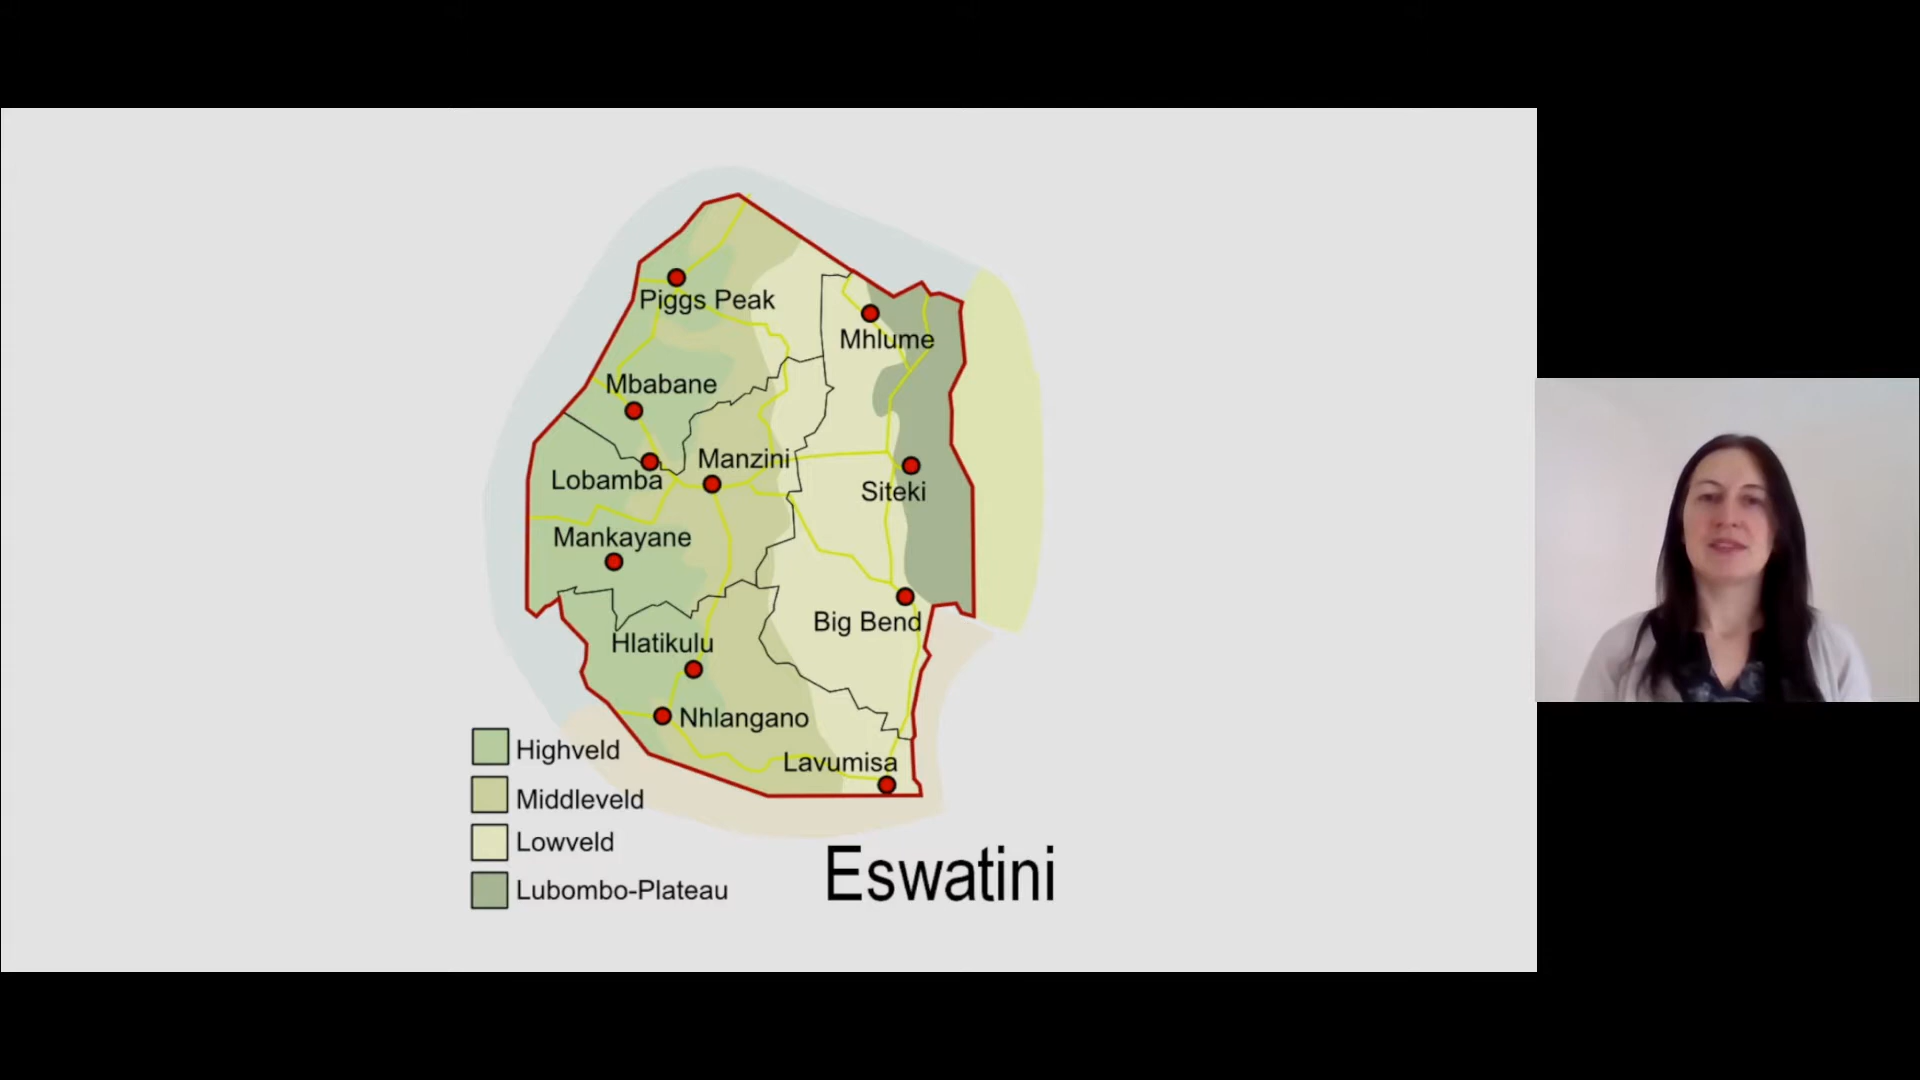 Piggs Peak
Mhlume
Mbabane
Manzini
Lobamba
Siteki
Mankayane
Big Bend
Hlatikulu
Nhlangano
Lavumisa
Highveld
Middleveld
Lowveld
Lubombo-Plateau
Eswatini